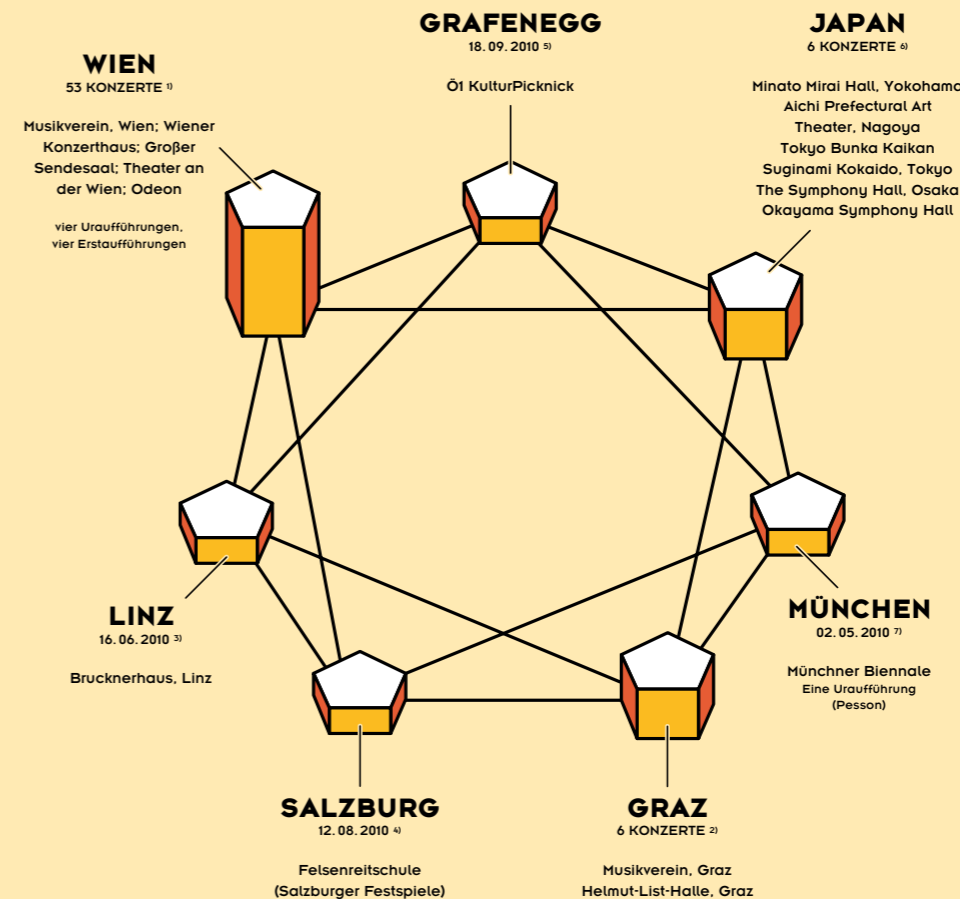 GRAFENEGG
18. 09. 2010 5)
Ö1 KulturPicknick
JAPAN
6 KONZERTE 6)
Minato Mirai Hall, Yokohama
Aichi Prefectural Art
Theater, Nagoya
Tokyo Bunka Kaikan
Suginami Kokaido, Tokyo
The Symphony Hall, Osaka
Okayama Symphony Hall
WIEN
53 KONZERTE 1)
Musikverein, Wien; Wiener
Konzerthaus; Großer
Sendesaal; Theater an
der Wien; Odeon
vier Uraufführungen,
vier Erstaufführungen
LINZ
16. 06. 2010 3)
Brucknerhaus, Linz
MÜNCHEN
02. 05. 2010 7)
Münchner Biennale
Eine Uraufführung
(Pesson)
SALZBURG
12. 08. 2010 4)
Felsenreitschule
(Salzburger Festspiele)
GRAZ
6 KONZERTE 2)
Musikverein, Graz
Helmut-List-Halle, Graz